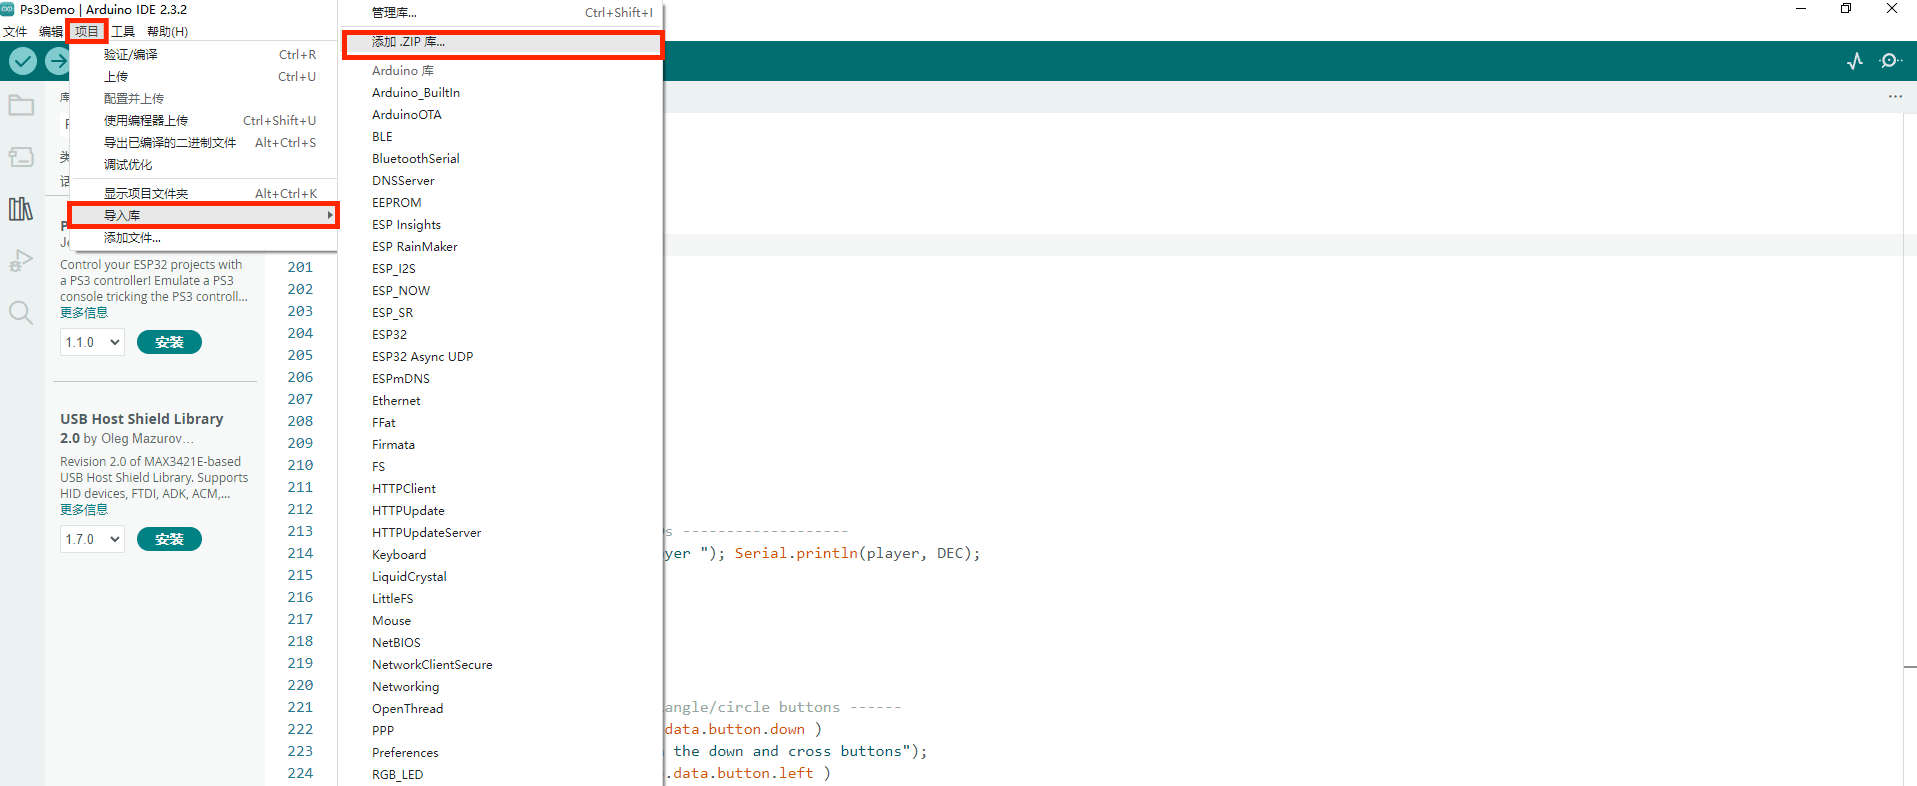 Ps3Demo | Arduino IDE 2.3.2
文件 编辑 项目 工具 帮助(H)
验证/编译 Ctrl+R
上传 Ctrl+U
配置并上传
使用编程器上传 Ctrl+Shift+U
导出已编译的二进制文件 Alt+Ctrl+S
调试优化
显示项目文件夹 Alt+Ctrl+K
导入库
添加文件...
管理库... Ctrl+Shift+I
添加 .ZIP 库...
Arduino 库
Arduino_BuiltIn
ArduinoOTA
BLE
BluetoothSerial
DNSServer
EEPROM
ESP Insights
ESP RainMaker
ESP_I2S
ESP_NOW
ESP_SR
ESP32
ESP32 Async UDP
ESPmDNS
Ethernet
FFat
Firmata
FS
HTTPClient
HTTPUpdate
HTTPUpdateServer
Keyboard
LiquidCrystal
LittleFS
Mouse
NetBIOS
NetworkClientSecure
Networking
OpenThread
PPP
Preferences
RGB_LED
库
类
Control your ESP32 projects with
a PS3 controller! Emulate a PS3
console tricking the PS3 controll...
更多信息
1.1.0 安装
USB Host Shield Library
2.0 by Oleg Mazurov...
Revision 2.0 of MAX3421E-based
USB Host Shield Library. Supports
HID devices, FTDI, ADK, ACM,...
更多信息
1.7.0 安装
201
202
203
204
205
206
207
208
209
210
211
212
213 s -------------------
214 yer "); Serial.println(player, DEC);
215
216
217
218
219
220
221 angle/circle buttons ------
222 data.button.down )
223 the down and cross buttons");
224 .data.button.left )